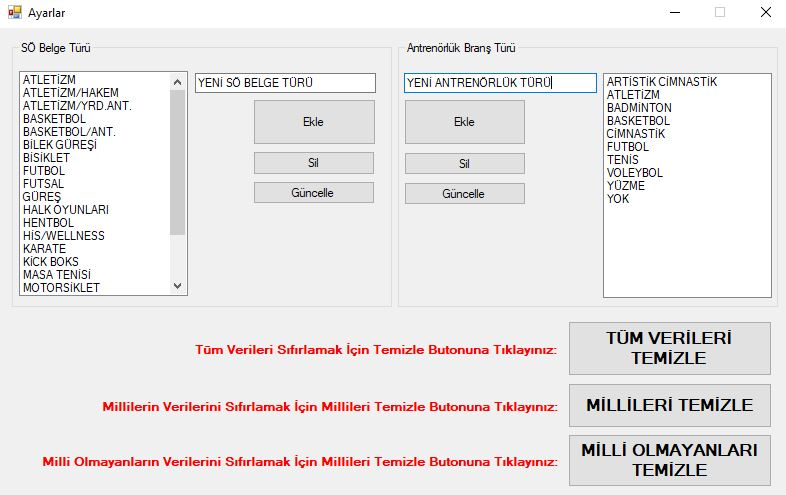 Ayarlar
SÖ Belge Türü
ATLETİZM
ATLETİZM/HAKEM
ATLETİZM/YRD.ANT.
BASKETBOL
BASKETBOL/ANT.
BİLEK GÜREŞİ
BİSİKLET
FUTBOL
FUTSAL
GÜREŞ
HALK OYUNLARI
HENTBOL
HİS/WELLNESS
KARATE
KİCK BOKS
MASA TENİSİ
MOTORSİKLET
YENİ SÖ BELGE TÜRÜ
Ekle
Sil
Güncelle
Antrenörlük Branş Türü
YENİ ANTRENÖRLÜK TÜRÜ
Ekle
Sil
Güncelle
ARTİSTİK CİMNASTİK
ATLETİZM
BADMİNTON
BASKETBOL
CİMNASTİK
FUTBOL
TENİS
VOLEYBOL
YÜZME
YOK
Tüm Verileri Sıfırlamak İçin Temizle Butonuna Tıklayınız:
TÜM VERİLERİ
TEMİZLE
Millilerin Verilerini Sıfırlamak İçin Millileri Temizle Butonuna Tıklayınız:
MİLLİLERİ TEMİZLE
Milli Olmayanların Verilerini Sıfırlamak İçin Millileri Temizle Butonuna Tıklayınız:
MİLLİ OLMAYANLARI
TEMİZLE